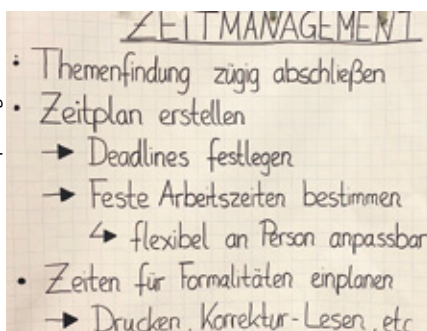 ZEITMANAGEMENT
• Themenfindung zügig abschließen
• Zeitplan erstellen
→ Deadlines festlegen
→ Feste Arbeitszeiten bestimmen
↳ flexibel an Person anpassbar
• Zeiten für Formalitäten einplanen
→ Drucken, Korrektur-Lesen, etc